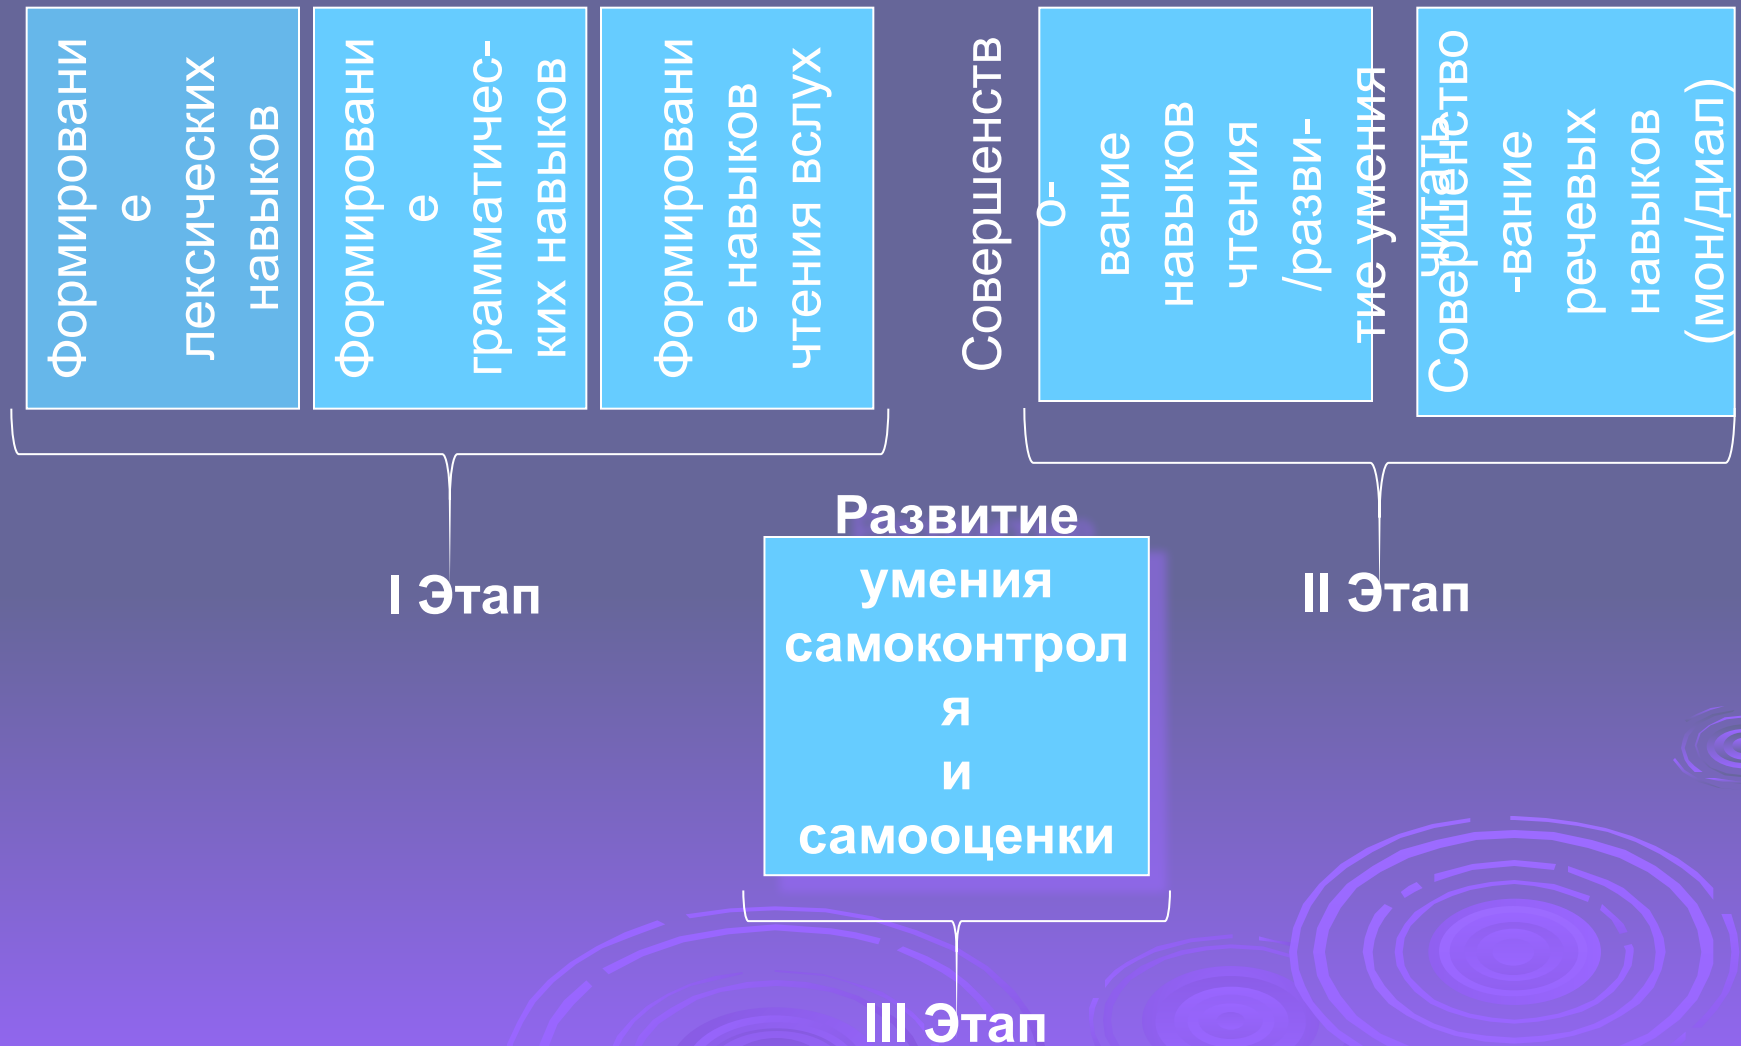 Формировани
е
лексических
навыков
Формировани
е
грамматичес-
ких навыков
Формировани
е навыков
чтения вслух
Совершенств
о-
вание
навыков
чтения
/разви-
тие умения
читать
Совершенство
-вание
речевых
навыков
(мон/диал)
I Этап
II Этап
Развитие
умения
самоконтрол
я
и
самооценки
III Этап